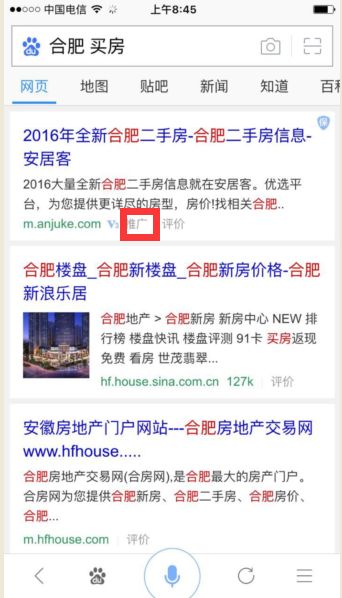 中国电信 上午8:45
合肥 买房
网页 地图 贴吧 新闻 知道 百科
2016年全新合肥二手房-合肥二手房信息-
安居客
2016大量全新合肥二手房信息就在安居客。优选平
台，为您提供更详尽的房型，房价!找相关合肥..
m.anjuke.com V3 推广 评价
合肥楼盘_合肥新楼盘_合肥新房价格-合肥
新浪乐居
合肥地产 > 合肥新房 新房中心 NEW 排
行榜 楼盘快讯 楼盘评测 91卡 买房返现
免费 看房 世茂翡翠...
hf.house.sina.com.cn 127k 评价
安徽房地产门户网站---合肥房地产交易网
www.hfhouse.....
合肥房地产交易网(合房网),是合肥最大的房产门户。
合房网为您提供合肥新房、合肥二手房、合肥房价、
合肥...
m.hfhouse.com 评价